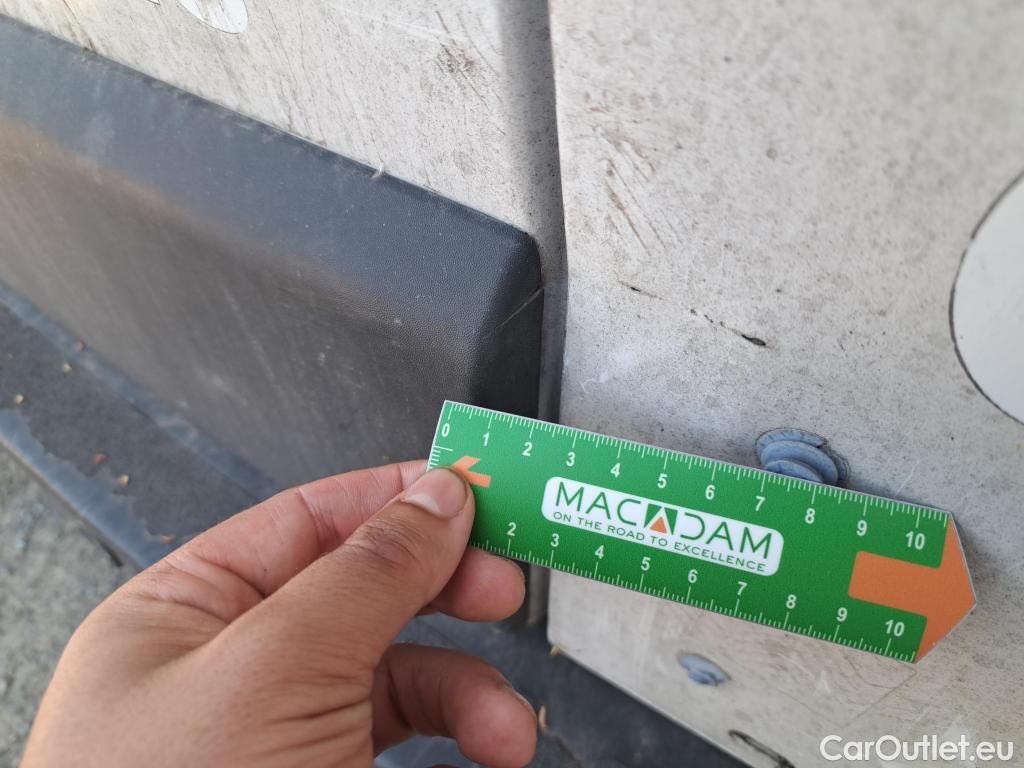 0 1 2 3 4 5 6 7 8 9 10
MACADAM
ON THE ROAD TO EXCELLENCE
2 3 4 5 6 7 8 9 10
CarOutlet.eu